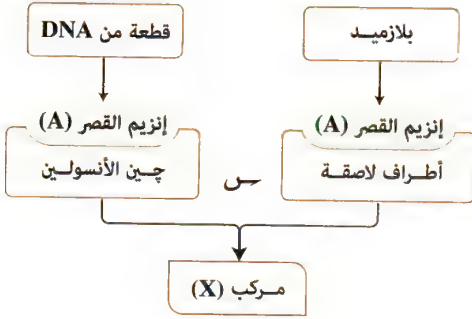 بلازميد
قطعة من DNA
إنزيم القصر (A)
إنزيم القصر (A)
أطراف لاصقة
س
چين الأنسولين
مركب (X)